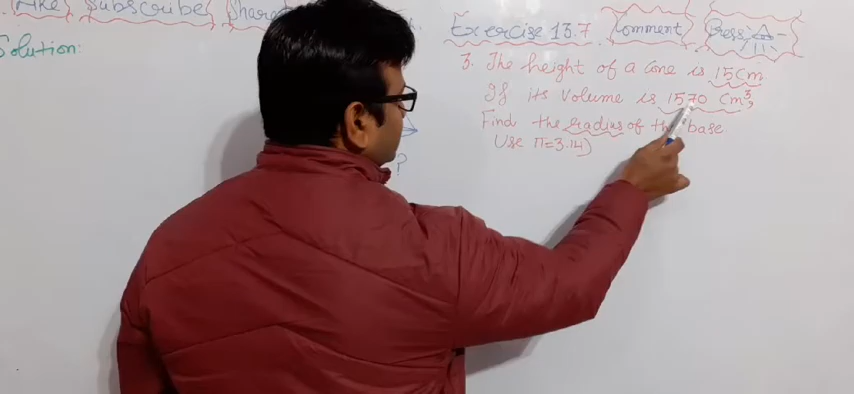 Like Subscribe Share
Solution:
Exercise 13.7 Comment Press
3. The height of a Cone is 15Cm.
If its Volume is 1570 Cm³,
Find the radius of the base.
Use π=3.14)
?